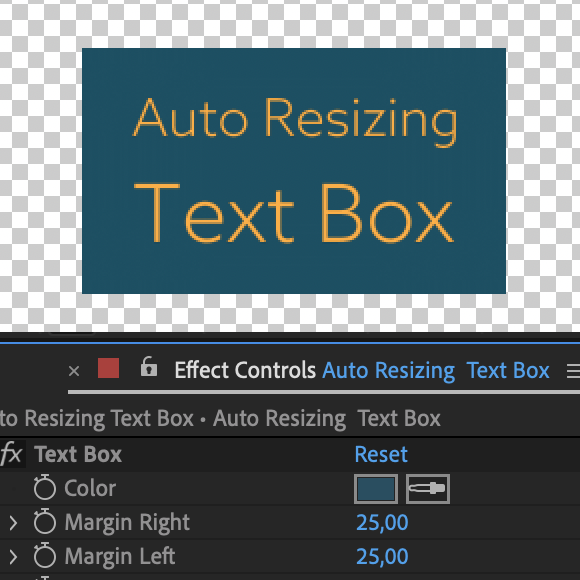 Auto Resizing
Text Box
× Effect Controls Auto Resizing Text Box
to Resizing Text Box • Auto Resizing Text Box
fx Text Box Reset
Color
Margin Right 25,00
Margin Left 25,00